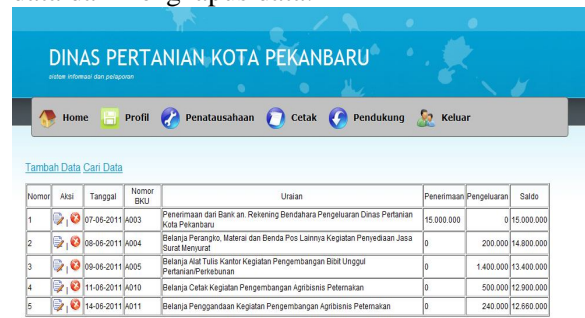 DINAS PERTANIAN KOTA PEKANBARU
sistem informasi dan pelaporan
Home Profil Penatausahaan Cetak Pendukung Keluar
Tambah Data Cari Data
Nomor Aksi Tanggal Nomor BKU Uraian Penerimaan Pengeluaran Saldo
1 | 07-06-2011 A003 Penerimaan dari Bank an. Rekening Bendahara Pengeluaran Dinas Pertanian Kota Pekanbaru 15.000.000 0 15.000.000
2 | 08-06-2011 A004 Belanja Perangko, Materai dan Benda Pos Lainnya Kegiatan Penyediaan Jasa Surat Menyurat 0 200.000 14.800.000
3 | 09-06-2011 A005 Belanja Alat Tulis Kantor Kegiatan Pengembangan Bibit Unggul Pertanian/Perkebunan 0 1.400.000 13.400.000
4 | 11-06-2011 A010 Belanja Cetak Kegiatan Pengembangan Agribisnis Peternakan 0 500.000 12.900.000
5 | 14-06-2011 A011 Belanja Penggandaan Kegiatan Pengembangan Agribisnis Peternakan 0 240.000 12.660.000